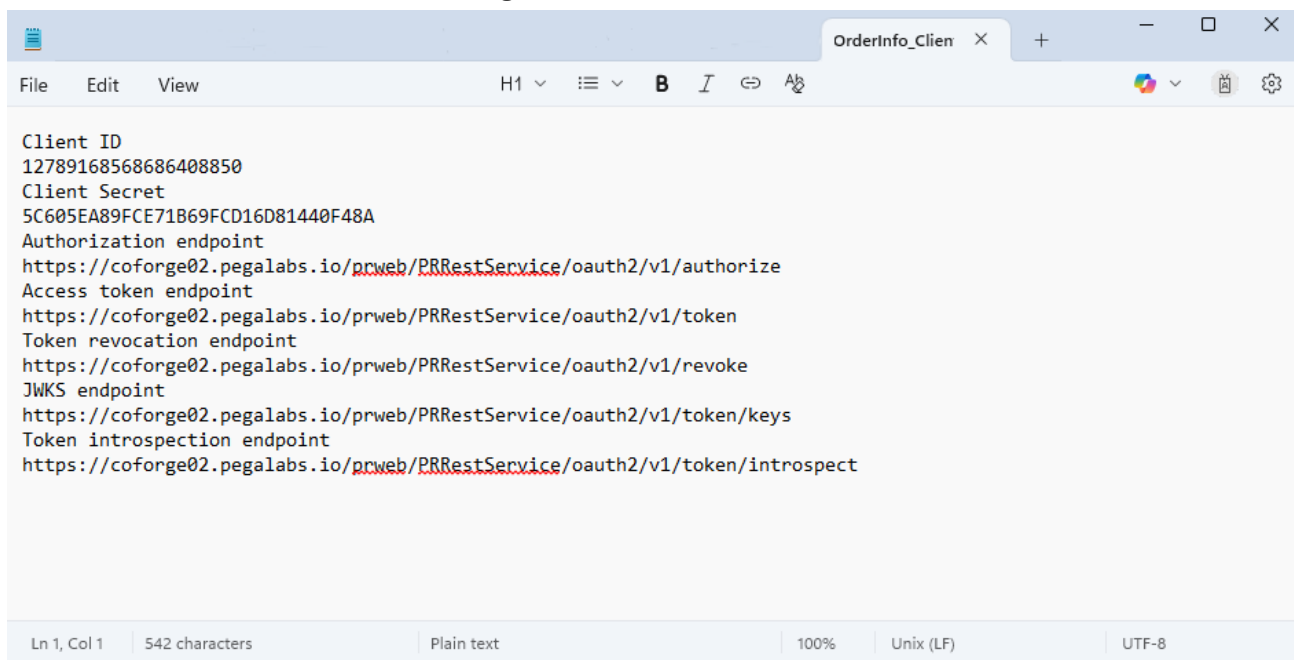 OrderInfo_Clien
File Edit View H1 B I
Client ID
12789168568686408850
Client Secret
5C605EA89FCE71B69FCD16D81440F48A
Authorization endpoint
https://coforge02.pegalabs.io/prweb/PRRestService/oauth2/v1/authorize
Access token endpoint
https://coforge02.pegalabs.io/prweb/PRRestService/oauth2/v1/token
Token revocation endpoint
https://coforge02.pegalabs.io/prweb/PRRestService/oauth2/v1/revoke
JWKS endpoint
https://coforge02.pegalabs.io/prweb/PRRestService/oauth2/v1/token/keys
Token introspection endpoint
https://coforge02.pegalabs.io/prweb/PRRestService/oauth2/v1/token/introspect
Ln 1, Col 1 542 characters Plain text 100% Unix (LF) UTF-8